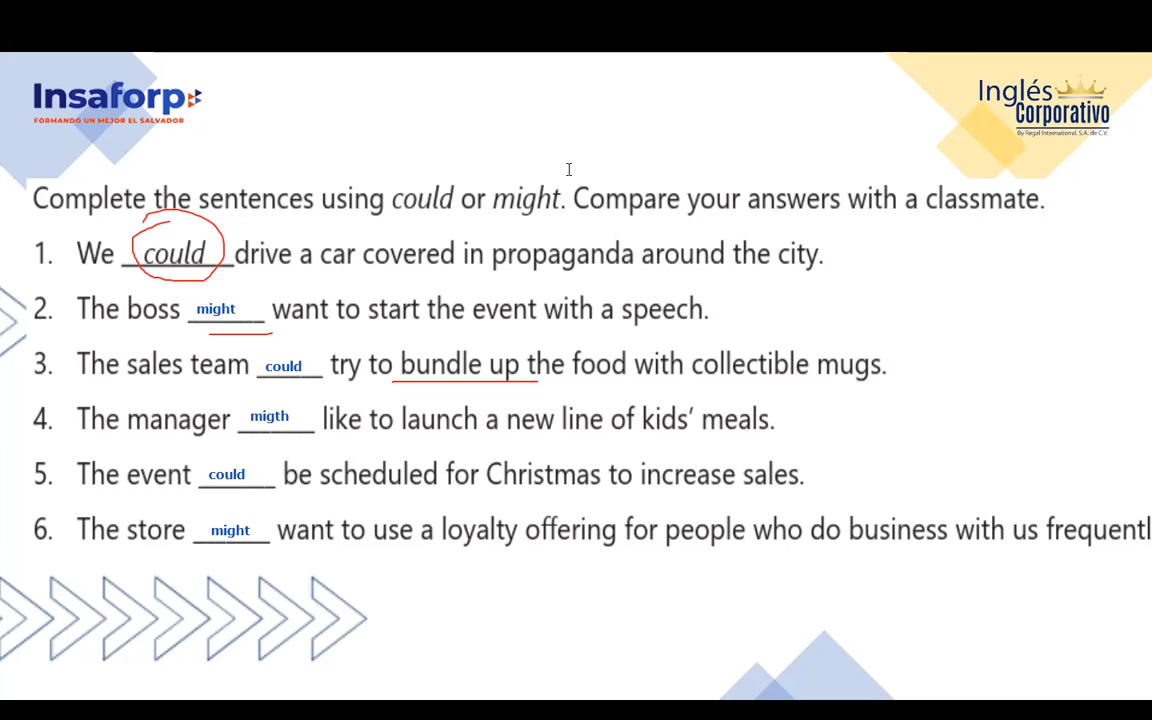 Insaforp
FORMANDO UN MEJOR EL SALVADOR
Inglés
Corporativo
By Regal International, S.A. de C.V.
Complete the sentences using could or might. Compare your answers with a classmate.
1. We could drive a car covered in propaganda around the city.
2. The boss might want to start the event with a speech.
3. The sales team could try to bundle up the food with collectible mugs.
4. The manager migth like to launch a new line of kids’ meals.
5. The event could be scheduled for Christmas to increase sales.
6. The store might want to use a loyalty offering for people who do business with us frequentl